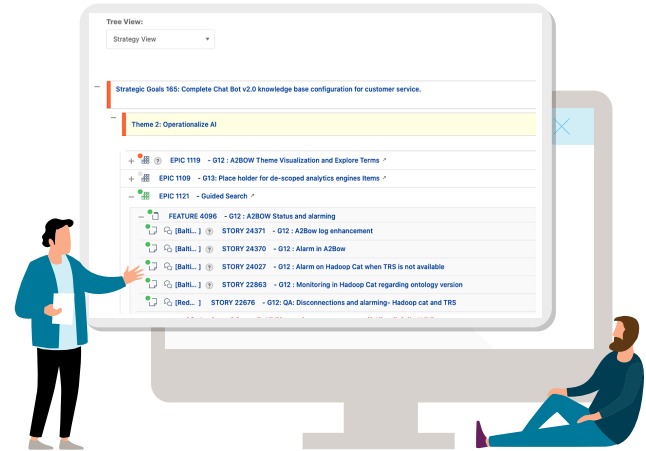 Tree View:
Strategy View
Strategic Goals 165: Complete Chat Bot v2.0 knowledge base configuration for customer service.
Theme 2: Operationalize AI
EPIC 1119 - G12 : A2BOW Theme Visualization and Explore Terms
EPIC 1109 - G13: Place holder for de-scoped analytics engines Items
EPIC 1121 - Guided Search
FEATURE 4096 - G12 : A2BOW Status and alarming
[Balti... ] STORY 24371 - G12 : A2Bow log enhancement
[Balti... ] STORY 24370 - G12 : Alarm in A2Bow
[Balti... ] STORY 24027 - G12 : Alarm on Hadoop Cat when TRS is not available
[Balti... ] STORY 22863 - G12 : Monitoring in Hadoop Cat regarding ontology version
[Red... ] STORY 22676 - G12: QA: Disconnections and alarming- Hadoop cat and TRS